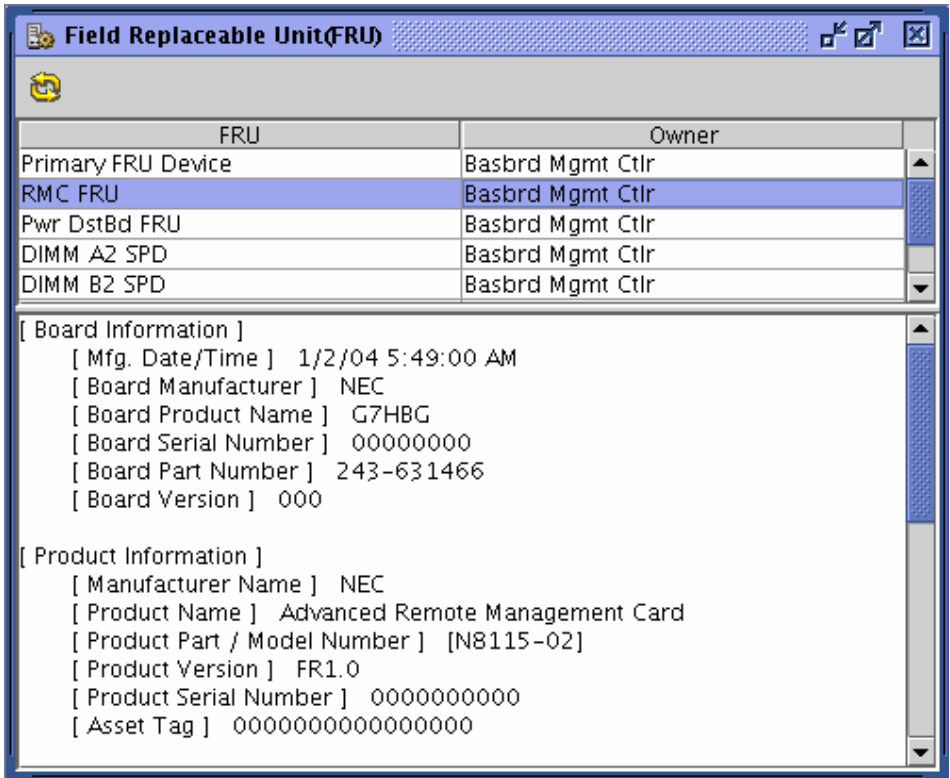 Field Replaceable Unit(FRU)
FRU Owner
Primary FRU Device Basbrd Mgmt Ctlr
RMC FRU Basbrd Mgmt Ctlr
Pwr DstBd FRU Basbrd Mgmt Ctlr
DIMM A2 SPD Basbrd Mgmt Ctlr
DIMM B2 SPD Basbrd Mgmt Ctlr
[ Board Information ]
[ Mfg. Date/Time ] 1/2/04 5:49:00 AM
[ Board Manufacturer ] NEC
[ Board Product Name ] G7HBG
[ Board Serial Number ] 00000000
[ Board Part Number ] 243-631466
[ Board Version ] 000
[ Product Information ]
[ Manufacturer Name ] NEC
[ Product Name ] Advanced Remote Management Card
[ Product Part / Model Number ] [N8115-02]
[ Product Version ] FR1.0
[ Product Serial Number ] 0000000000
[ Asset Tag ] 0000000000000000